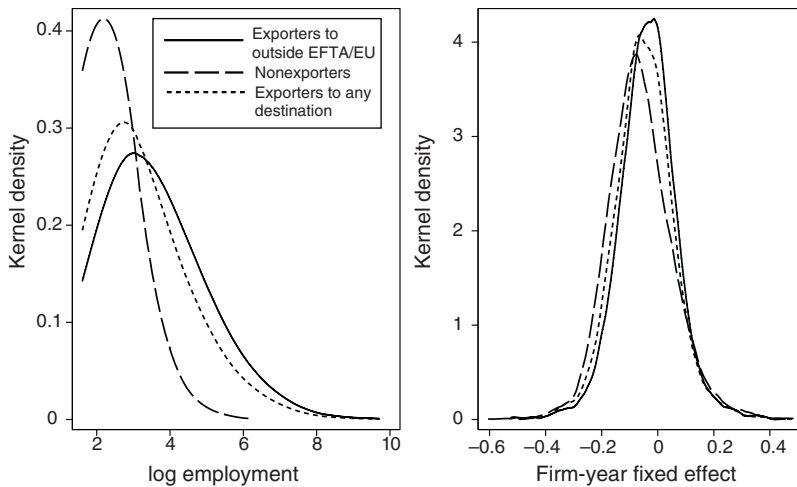 0.4
0.3
0.2
0.1
0
Kernel density
2
4
6
8
10
log employment
Exporters to
outside EFTA/EU
Nonexporters
Exporters to any
destination
4
3
2
1
0
Kernel density
−0.6
−0.4
−0.2
0
0.2
0.4
Firm-year fixed effect